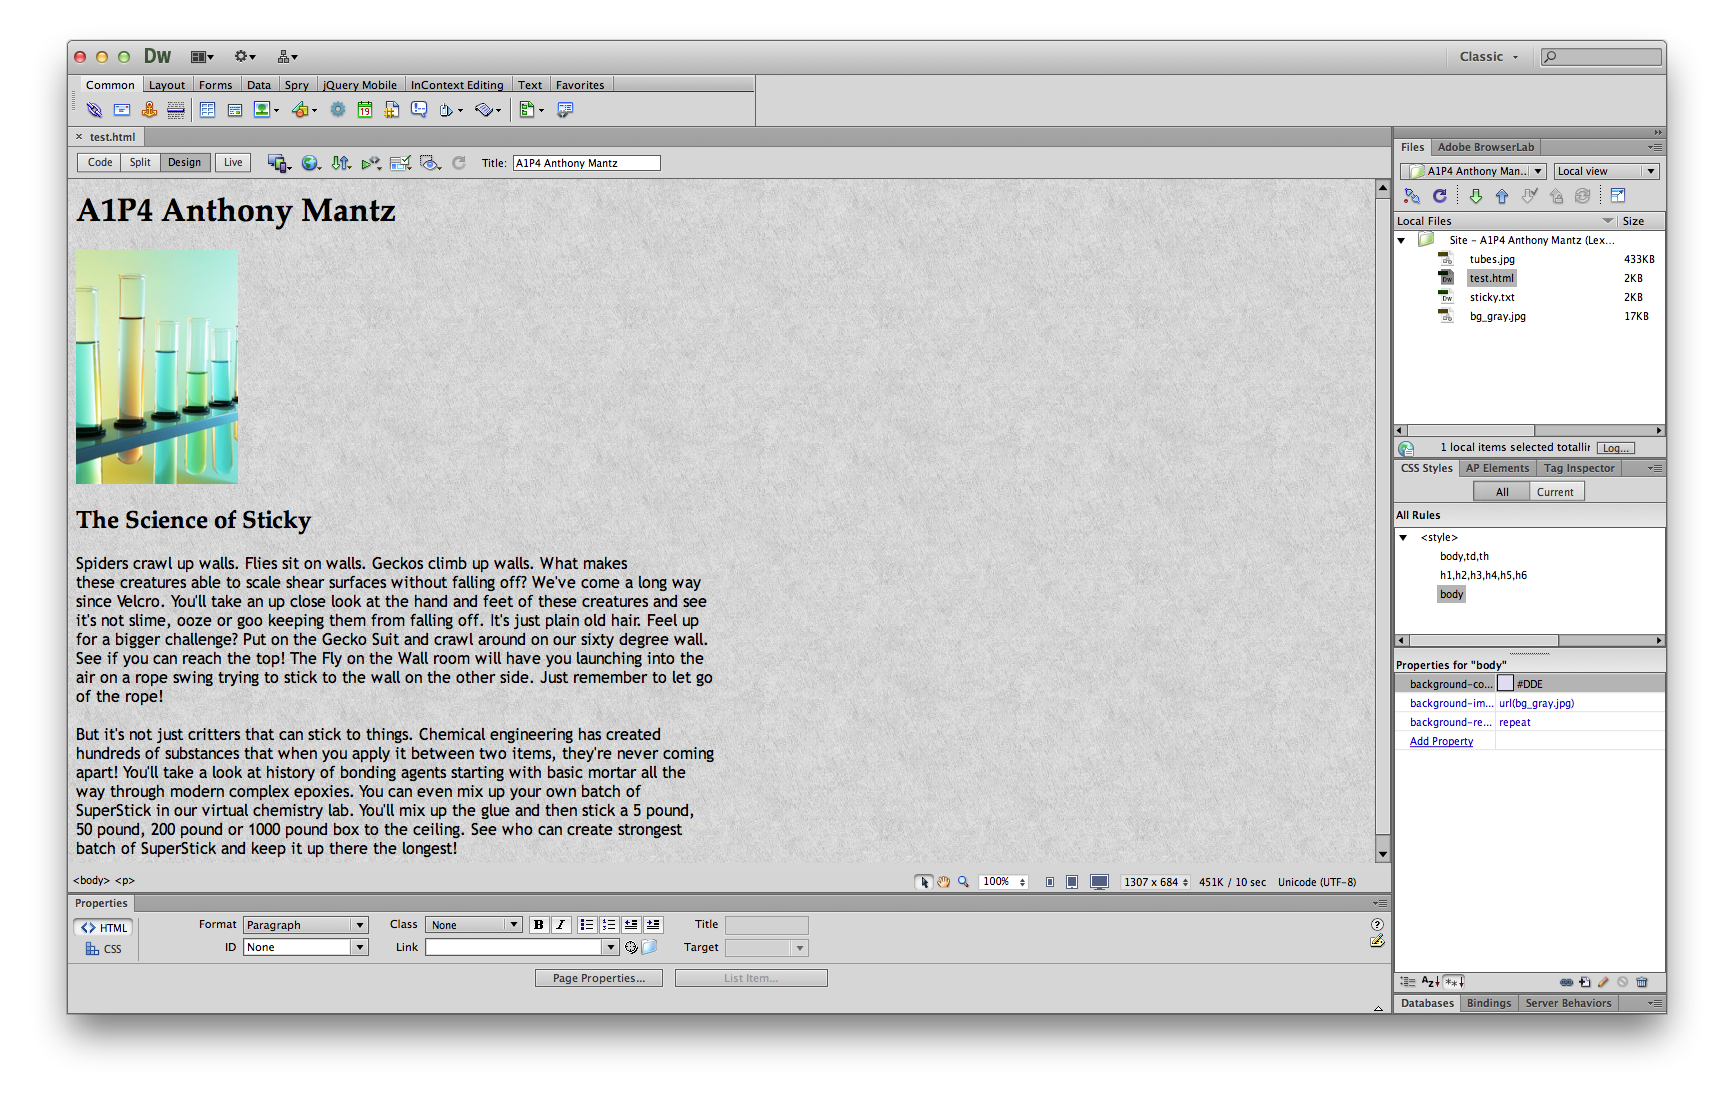 Dw
Classic
Common Layout Forms Data Spry jQuery Mobile InContext Editing Text Favorites
19
× test.html
Code Split Design Live Title: A1P4 Anthony Mantz
A1P4 Anthony Mantz
The Science of Sticky
Spiders crawl up walls. Flies sit on walls. Geckos climb up walls. What makes
these creatures able to scale shear surfaces without falling off? We've come a long way
since Velcro. You'll take an up close look at the hand and feet of these creatures and see
it's not slime, ooze or goo keeping them from falling off. It's just plain old hair. Feel up
for a bigger challenge? Put on the Gecko Suit and crawl around on our sixty degree wall.
See if you can reach the top! The Fly on the Wall room will have you launching into the
air on a rope swing trying to stick to the wall on the other side. Just remember to let go
of the rope!
But it's not just critters that can stick to things. Chemical engineering has created
hundreds of substances that when you apply it between two items, they're never coming
apart! You'll take a look at history of bonding agents starting with basic mortar all the
way through modern complex epoxies. You can even mix up your own batch of
SuperStick in our virtual chemistry lab. You'll mix up the glue and then stick a 5 pound,
50 pound, 200 pound or 1000 pound box to the ceiling. See who can create strongest
batch of SuperStick and keep it up there the longest!
<body> <p>
100% 1307 x 684 451K / 10 sec Unicode (UTF-8)
Properties
HTML Format Paragraph Class None B I Title
CSS ID None Link Target
Page Properties... List Item...
Files Adobe BrowserLab
A1P4 Anthony Man... Local view
Local Files Size
Site - A1P4 Anthony Mantz (Lex...
tubes.jpg 433KB
test.html 2KB
sticky.txt 2KB
bg_gray.jpg 17KB
1 local items selected totallir Log...
CSS Styles AP Elements Tag Inspector
All Current
All Rules
<style>
body,td,th
h1,h2,h3,h4,h5,h6
body
Properties for "body"
background-co... #DDE
background-im... url(bg_gray.jpg)
background-re... repeat
Add Property
Databases Bindings Server Behaviors